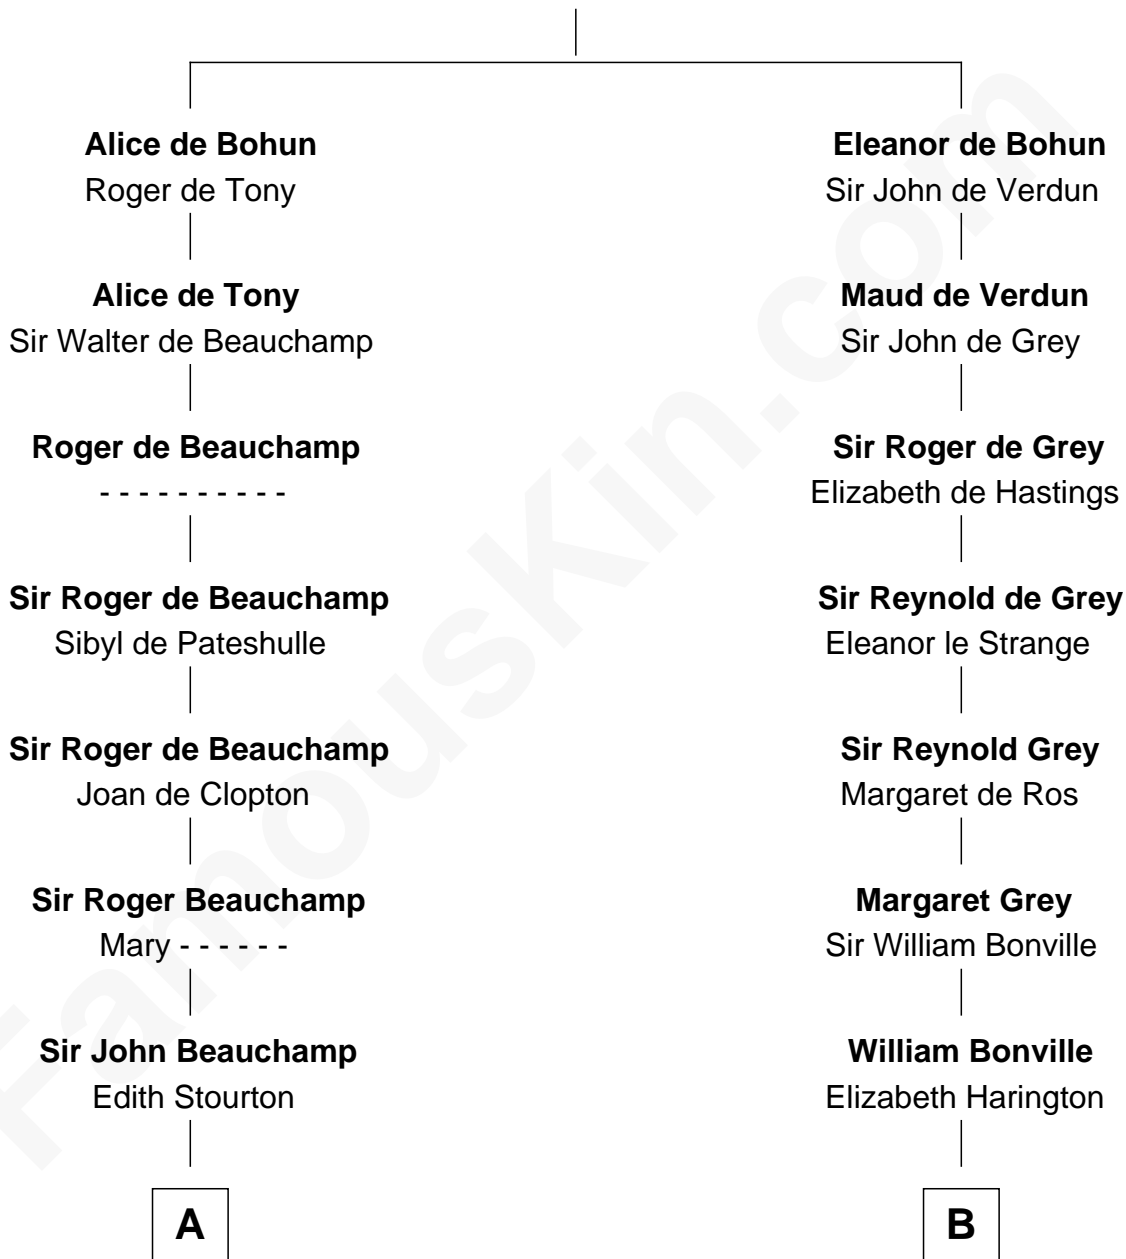 Alice de Bohun
Roger de Tony
Eleanor de Bohun
Sir John de Verdun
Alice de Tony
Sir Walter de Beauchamp
Maud de Verdun
Sir John de Grey
Roger de Beauchamp
- - - - - - - - - -
Sir Roger de Grey
Elizabeth de Hastings
Sir Roger de Beauchamp
Sibyl de Pateshulle
Sir Reynold de Grey
Eleanor le Strange
Sir Roger de Beauchamp
Joan de Clopton
Sir Reynold Grey
Margaret de Ros
Sir Roger Beauchamp
Mary - - - - - -
Margaret Grey
Sir William Bonville
Sir John Beauchamp
Edith Stourton
William Bonville
Elizabeth Harington
A
B
FamousKin.com